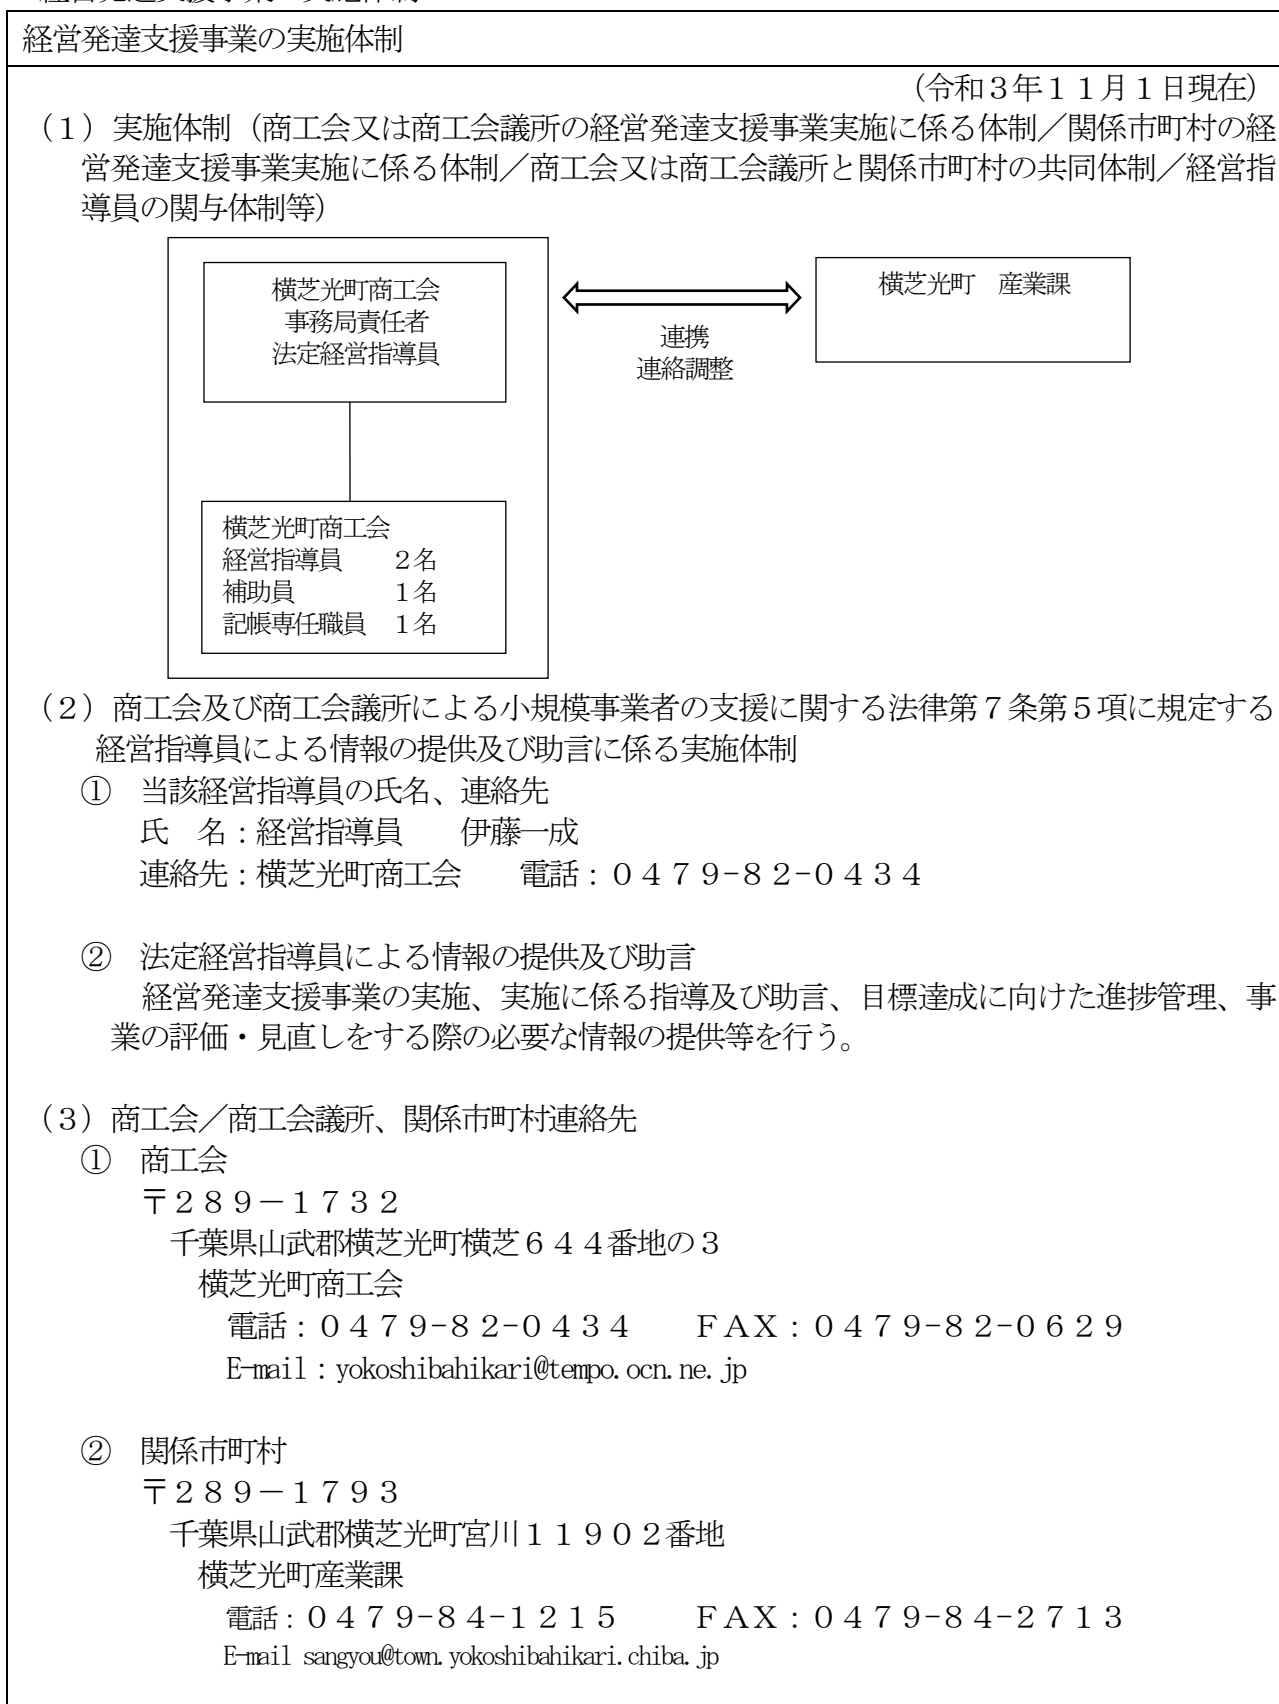 経営発達支援事業の実施体制
(令和３年１１月１日現在)
（１）実施体制（商工会又は商工会議所の経営発達支援事業実施に係る体制／関係市町村の経
営発達支援事業実施に係る体制／商工会又は商工会議所と関係市町村の共同体制／経営指
導員の関与体制等）
横芝光町商工会
事務局責任者
法定経営指導員
連携
連絡調整
横芝光町　産業課
横芝光町商工会
経営指導員　　２名
補助員　　　　１名
記帳専任職員　１名
（２）商工会及び商工会議所による小規模事業者の支援に関する法律第７条第５項に規定する
経営指導員による情報の提供及び助言に係る実施体制
①　当該経営指導員の氏名、連絡先
氏　名：経営指導員　　伊藤一成
連絡先：横芝光町商工会　　電話：０４７９-８２-０４３４
②　法定経営指導員による情報の提供及び助言
経営発達支援事業の実施、実施に係る指導及び助言、目標達成に向けた進捗管理、事
業の評価・見直しをする際の必要な情報の提供等を行う。
（３）商工会／商工会議所、関係市町村連絡先
①　商工会
〒２８９－１７３２
千葉県山武郡横芝光町横芝６４４番地の３
横芝光町商工会
電話：０４７９-８２-０４３４　　ＦＡＸ：０４７９-８２-０６２９
E-mail：yokoshibahikari@tempo.ocn.ne.jp
②　関係市町村
〒２８９－１７９３
千葉県山武郡横芝光町宮川１１９０２番地
横芝光町産業課
電話：０４７９-８４-１２１５　　ＦＡＸ：０４７９-８４-２７１３
E-mail sangyou@town.yokoshibahikari.chiba.jp